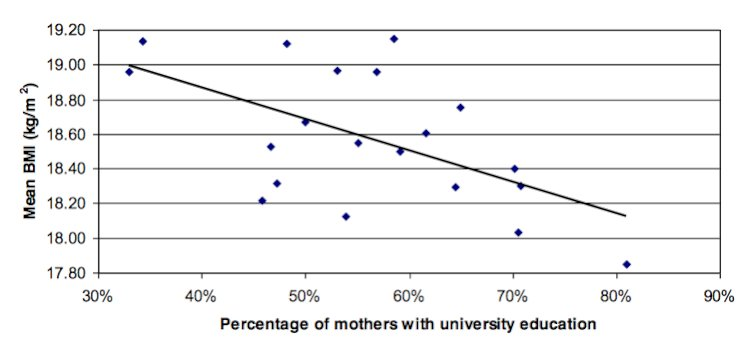 19.20
19.00
18.80
18.60
18.40
18.20
18.00
17.80
Mean BMI (kg/m²)
30% 40% 50% 60% 70% 80% 90%
Percentage of mothers with university education